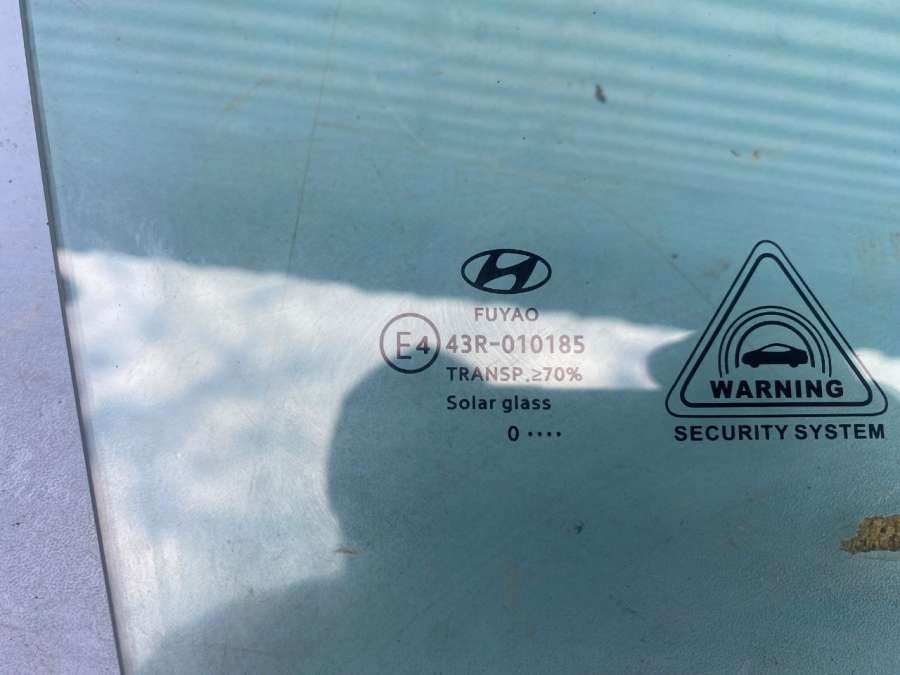 FUYAO
E4 43R-010185
TRANSP.≥70%
Solar glass
0 ····
WARNING
SECURITY SYSTEM